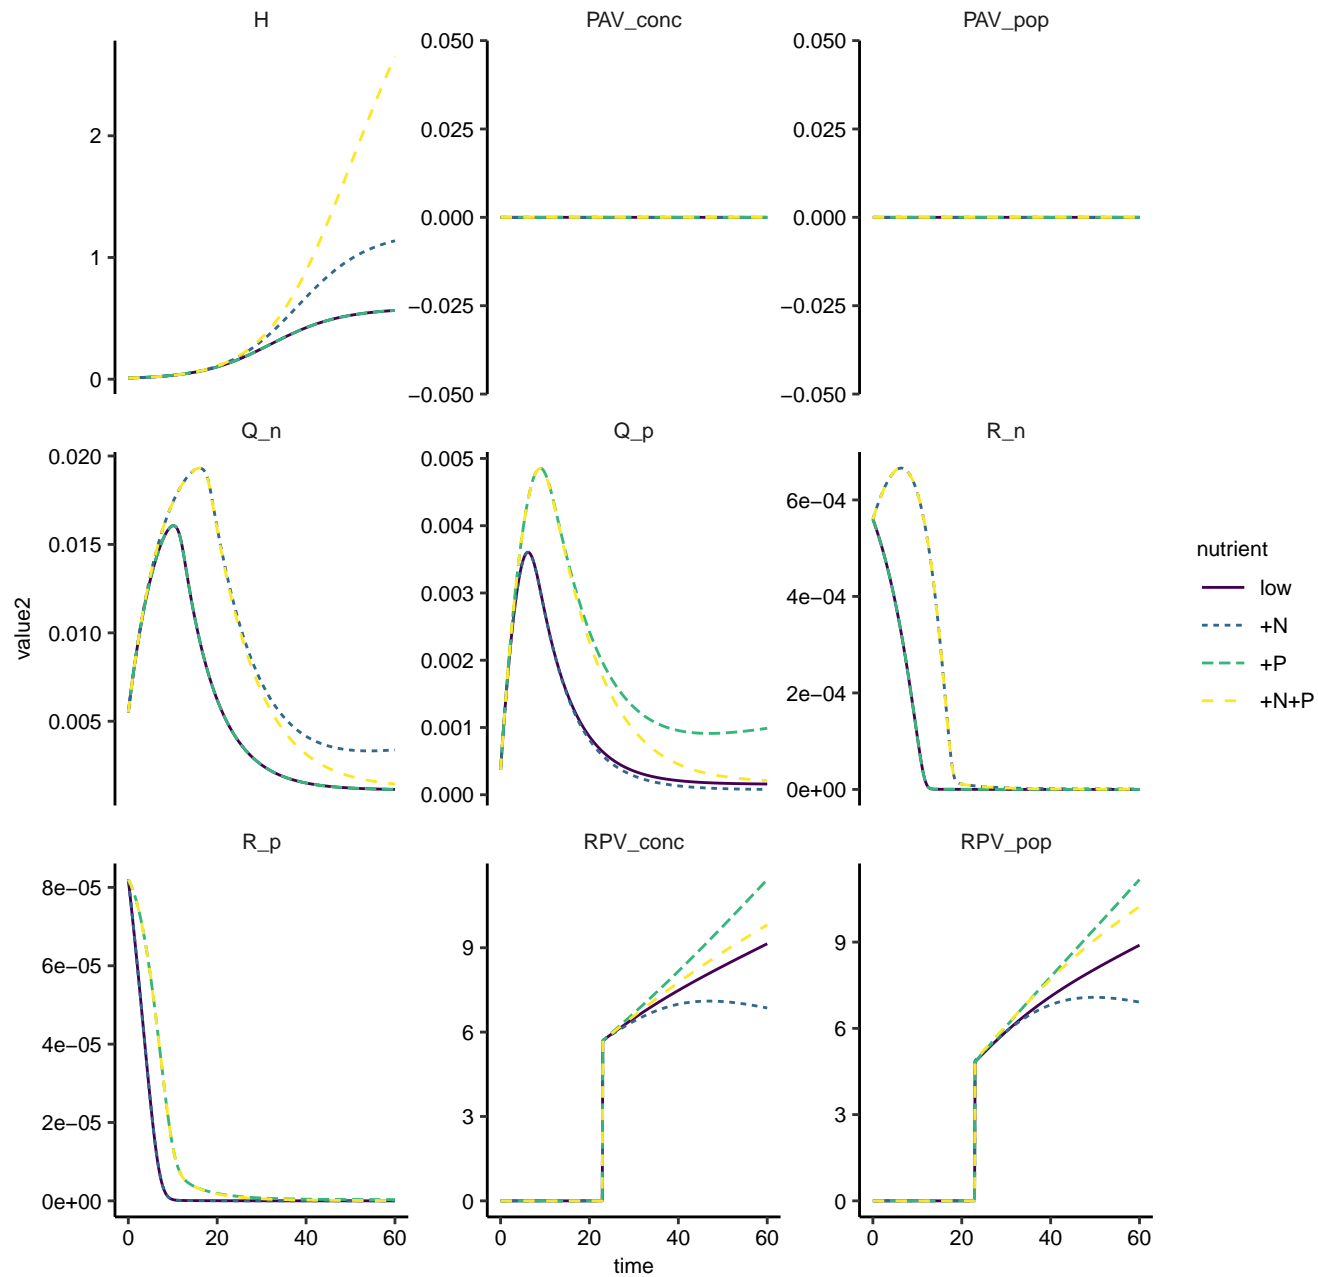 H PAV_conc PAV_pop
2
1
0
0.050
0.025
0.000
−0.025
−0.050
0.050
0.025
0.000
−0.025
−0.050
Q_n Q_p R_n
0.020
0.015
0.010
0.005
0.005
0.004
0.003
0.002
0.001
0.000
6e−04
4e−04
2e−04
0e+00
R_p RPV_conc RPV_pop
8e−05
6e−05
4e−05
2e−05
0e+00
9
6
3
0
9
6
3
0
0 20 40 60
0 20 40 60
0 20 40 60
time
value2
nutrient
low
+N
+P
+N+P